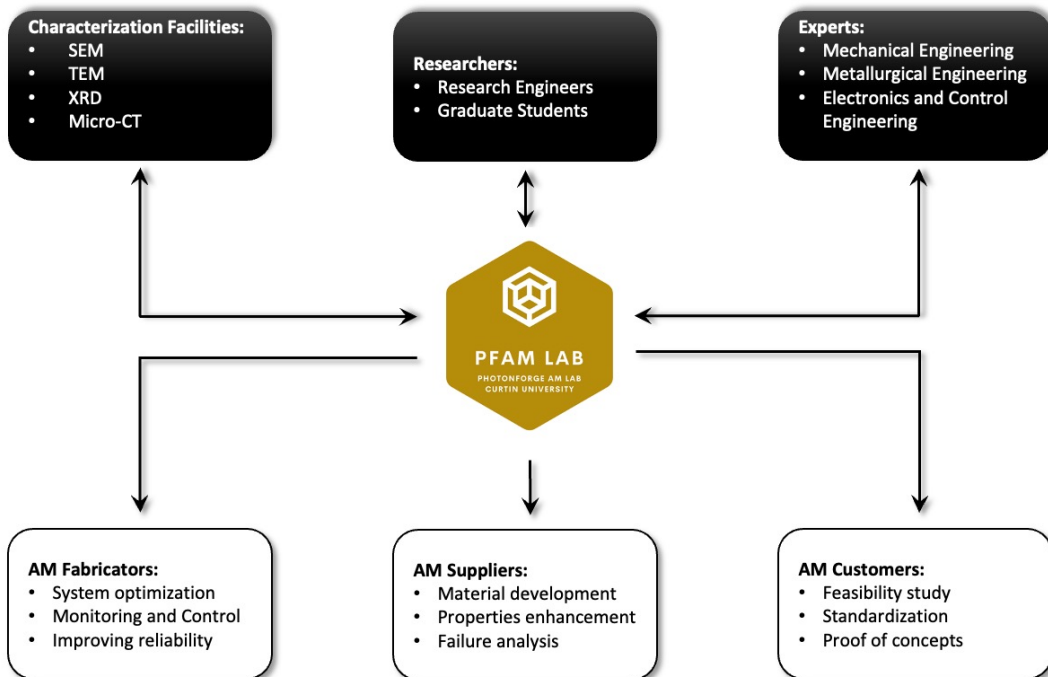 Characterization Facilities:
• SEM
• TEM
• XRD
• Micro-CT
Researchers:
• Research Engineers
• Graduate Students
Experts:
• Mechanical Engineering
• Metallurgical Engineering
• Electronics and Control
Engineering
PFAM LAB
PHOTONFORGE AM LAB
CURTIN UNIVERSITY
AM Fabricators:
• System optimization
• Monitoring and Control
• Improving reliability
AM Suppliers:
• Material development
• Properties enhancement
• Failure analysis
AM Customers:
• Feasibility study
• Standardization
• Proof of concepts